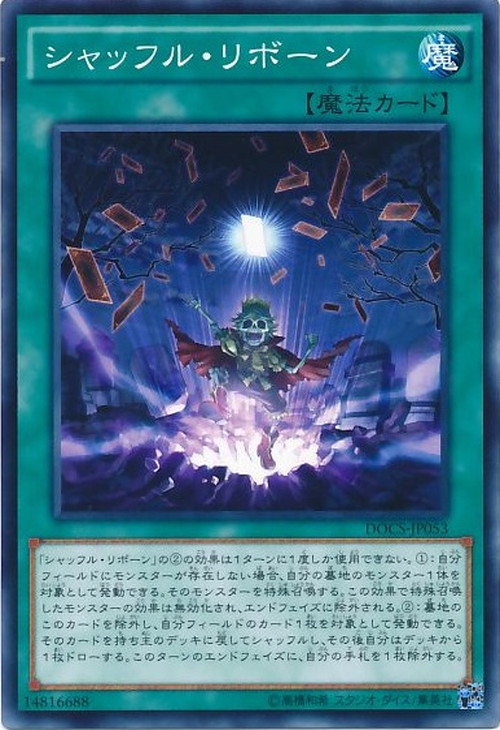 シャッフル・リボーン
魔
【魔法カード】
DOCS-JP053
「シャッフル・リボーン」の②の効果は1ターンに1度しか使用できない。①：自分
フィールドにモンスターが存在しない場合、自分の墓地のモンスター1体を
対象として発動できる。そのモンスターを特殊召喚する。この効果で特殊召喚
したモンスターの効果は無効化され、エンドフェイズに除外される。②：墓地の
このカードを除外し、自分フィールドのカード1枚を対象として発動できる。
そのカードを持ち主のデッキに戻してシャッフルし、その後自分はデッキから
1枚ドローする。このターンのエンドフェイズに、自分の手札を1枚除外する。
14816688
©高橋和希 スタジオ・ダイス/集英社